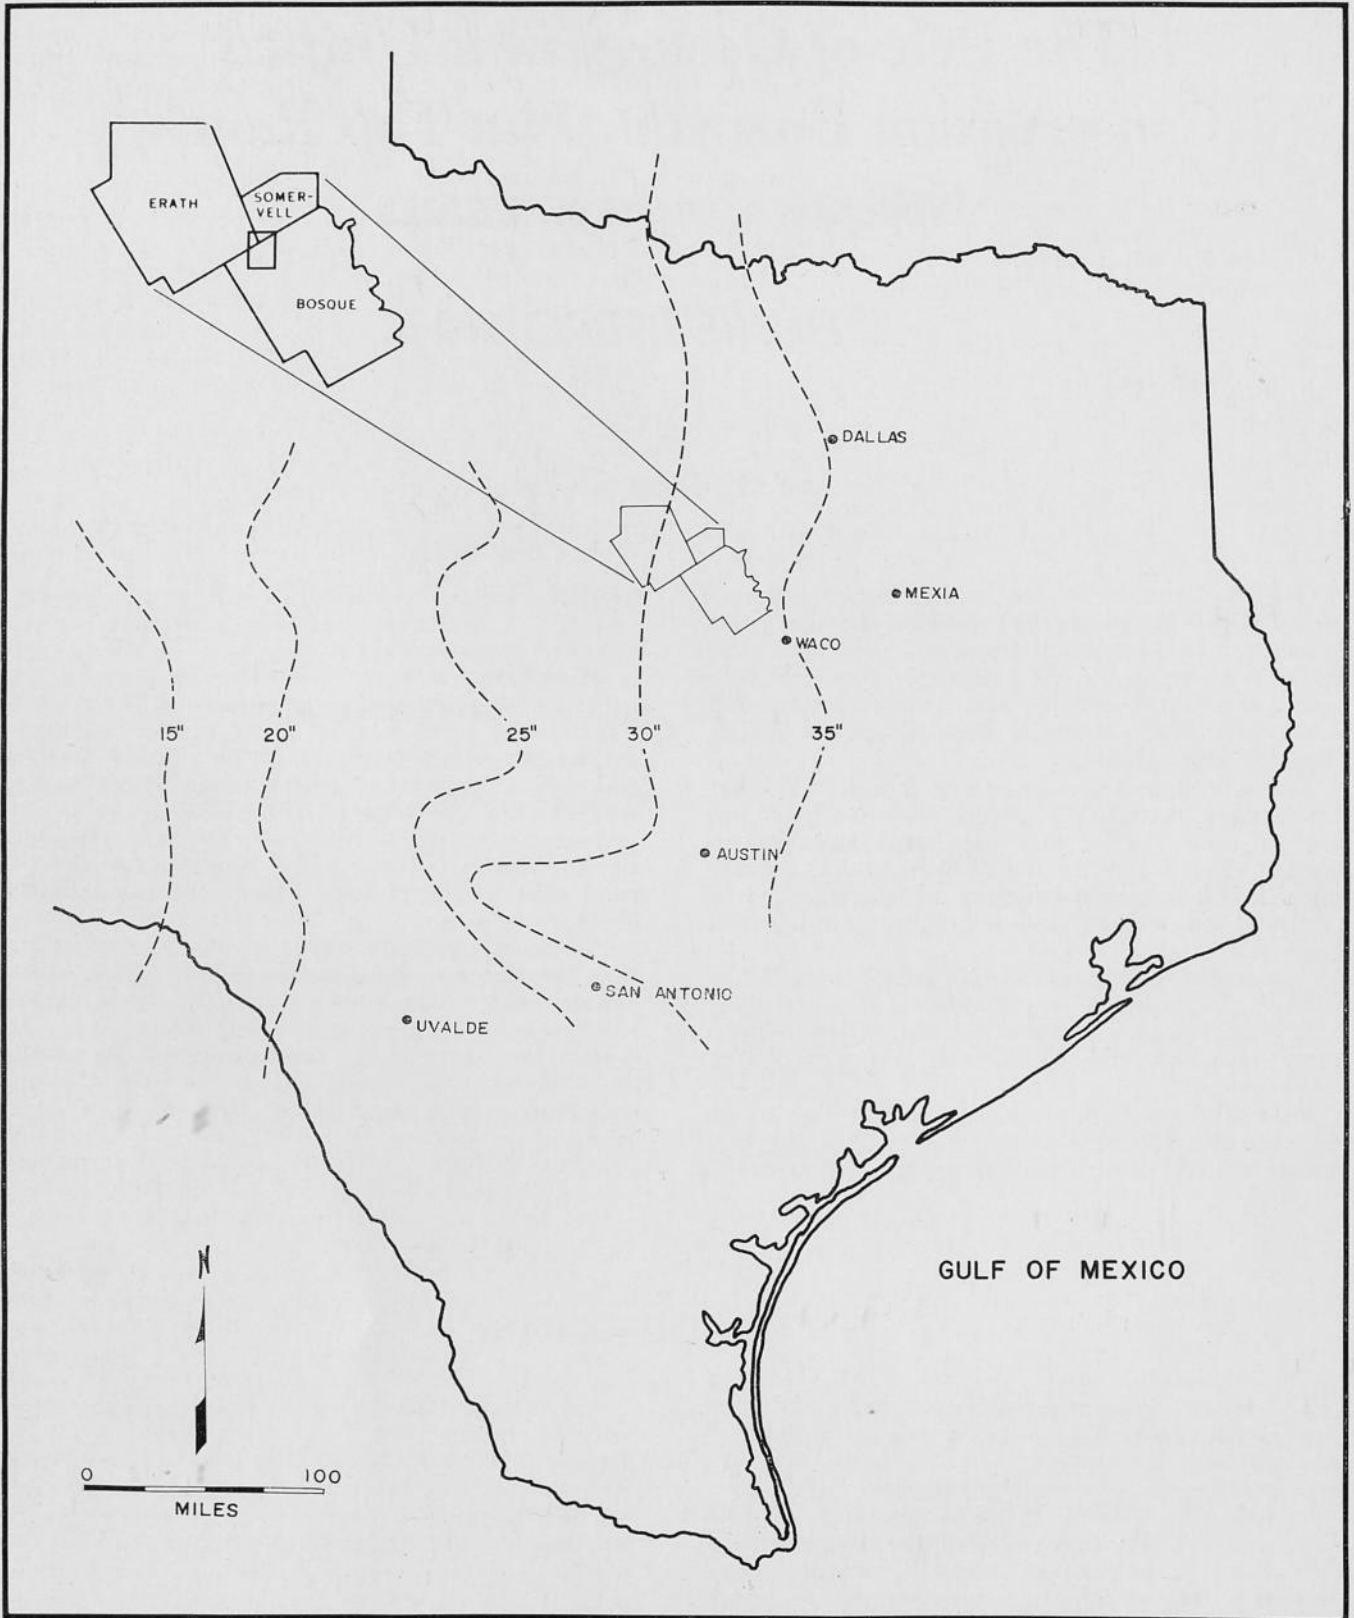 ERATH
SOMER-
VELL
BOSQUE
DALLAS
MEXIA
WACO
15" 20" 25" 30" 35"
AUSTIN
SAN ANTONIO
UVALDE
N
GULF OF MEXICO
0 100
MILES